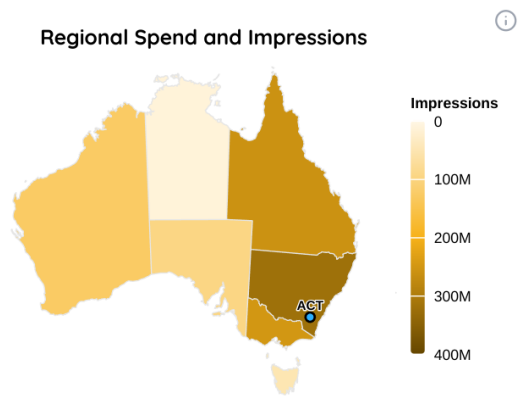 Regional Spend and Impressions
Impressions
0
100M
200M
300M
400M
ACT